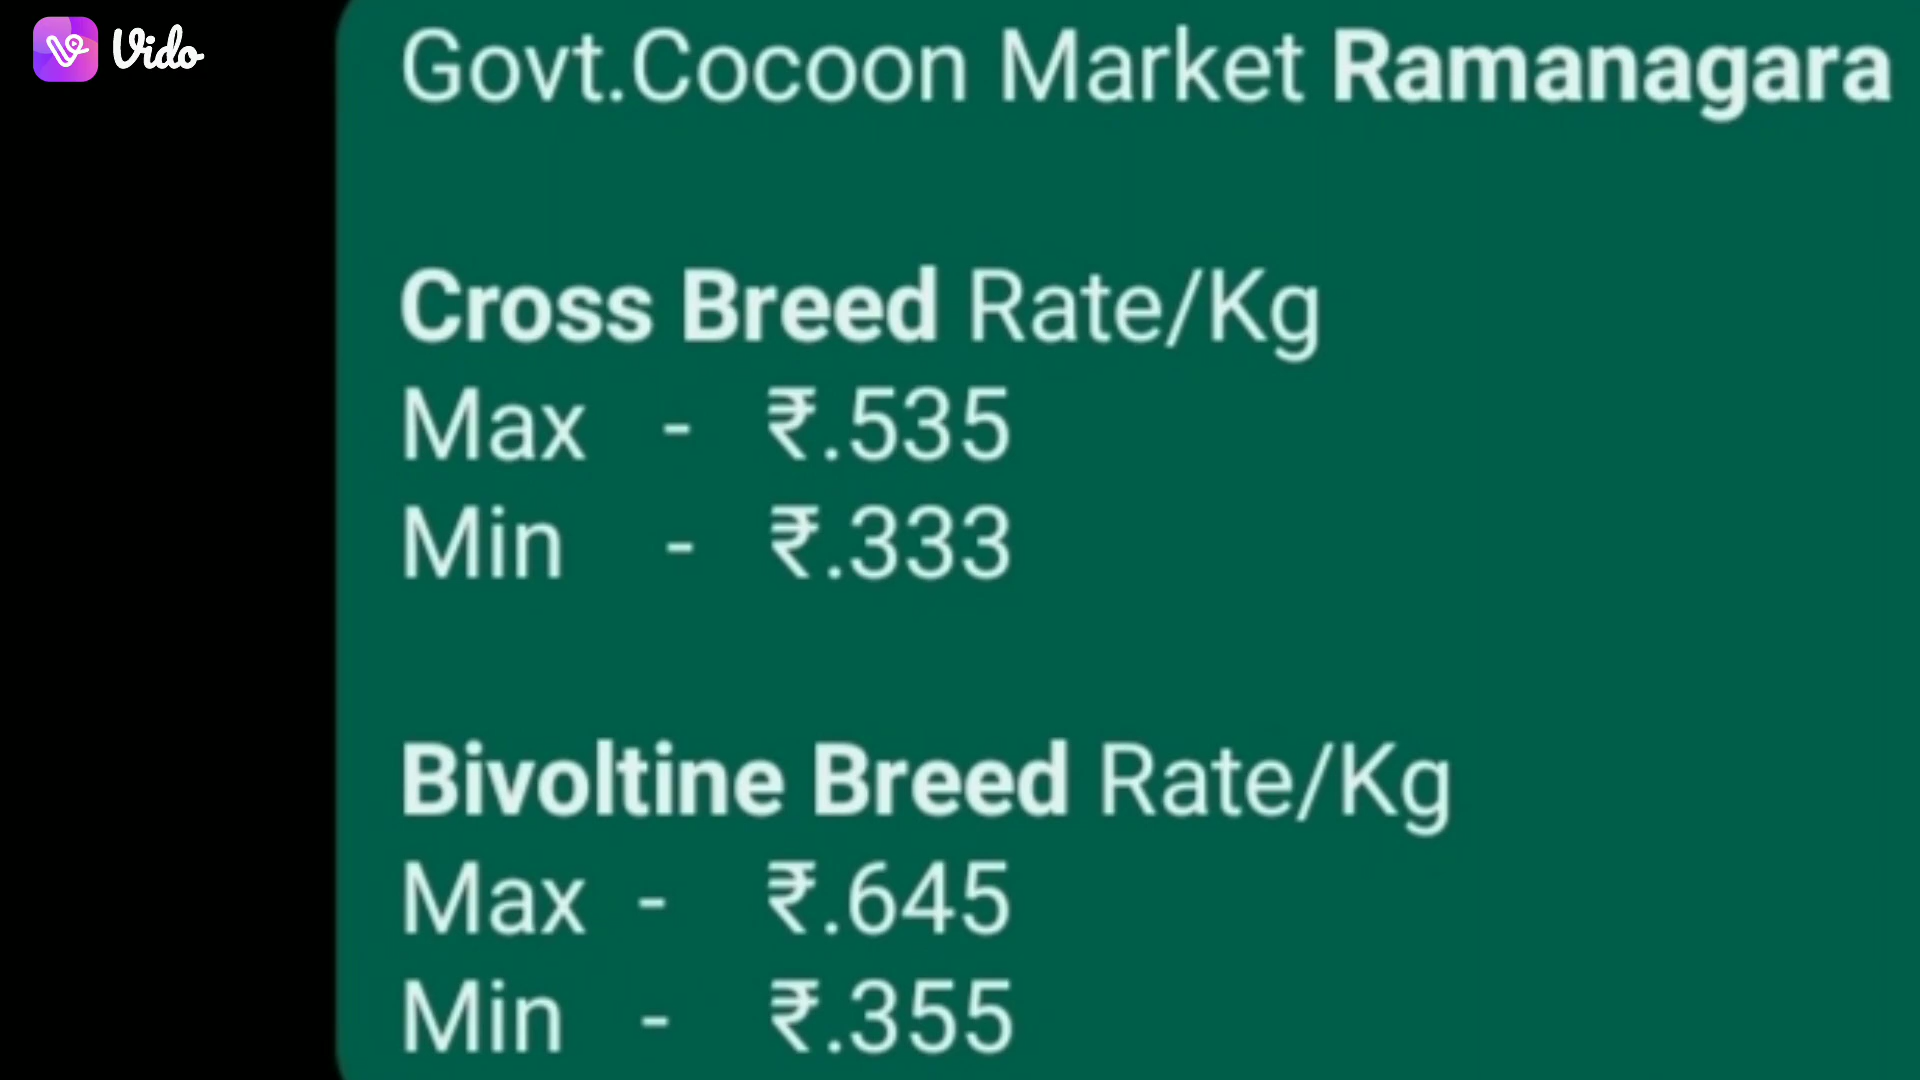 Vido
Govt.Cocoon Market Ramanagara
Cross Breed Rate/Kg
Max - ₹.535
Min - ₹.333
Bivoltine Breed Rate/Kg
Max - ₹.645
Min - ₹.355